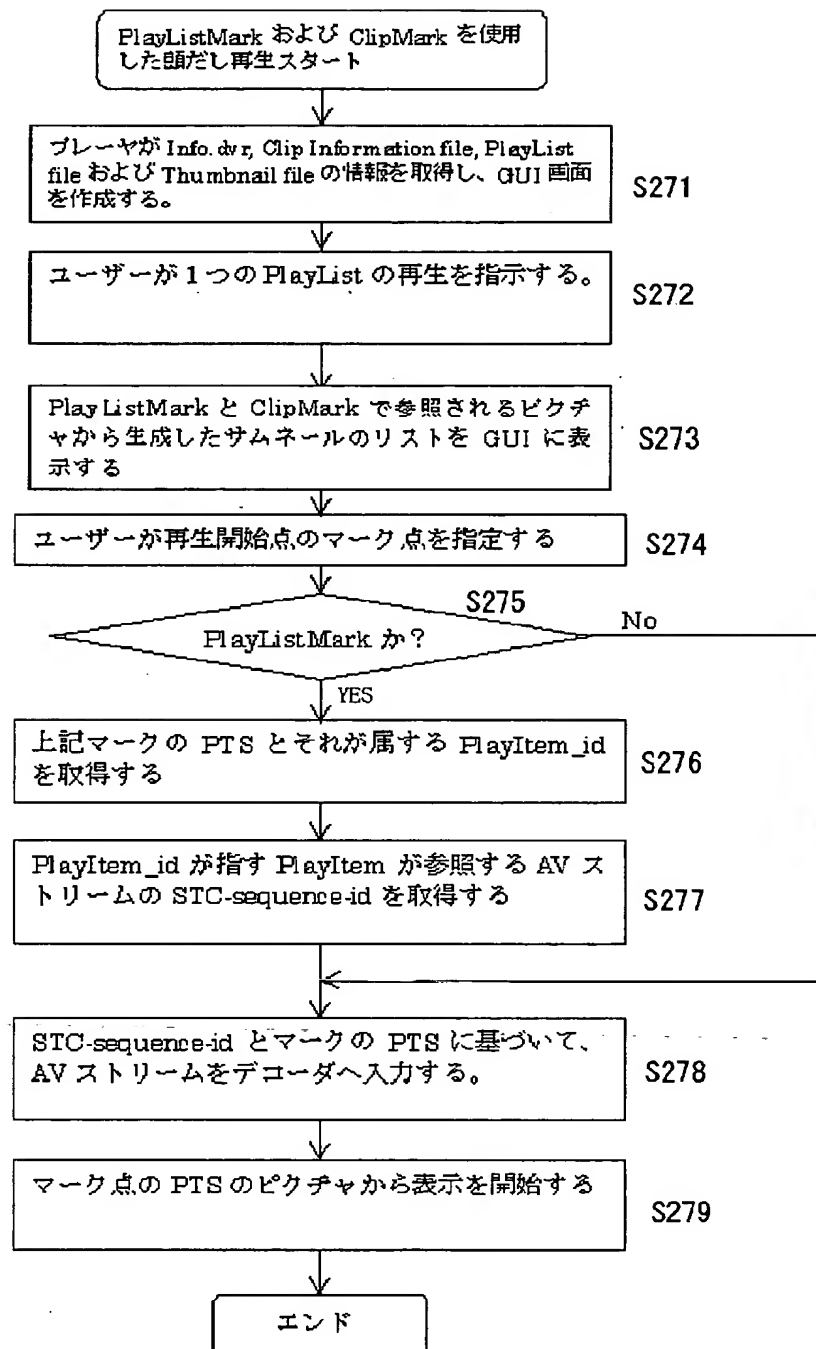 PlayListMark および ClipMark を使用
した頭だし再生スタート
プレーヤが Info.dvr, Clip Information file, PlayList
file および Thumbnail file の情報を取得し、GUI 画面
を作成する。
S271
ユーザーが 1 つの PlayList の再生を指示する。
S272
PlayListMark と ClipMark で参照されるピクチ
ャから生成したサムネールのリストを GUI に表
示する
S273
ユーザーが再生開始点のマーク点を指定する
S274
S275
PlayListMark か？
No
YES
上記マークの PTS とそれが属する PlayItem_id
を取得する
S276
PlayItem_id が指す PlayItem が参照する AV ス
トリームの STC-sequence-id を取得する
S277
STC-sequence-id とマークの PTS に基づいて、
AV ストリームをデコーダへ入力する。
S278
マーク点の PTS のピクチャから表示を開始する
S279
エンド